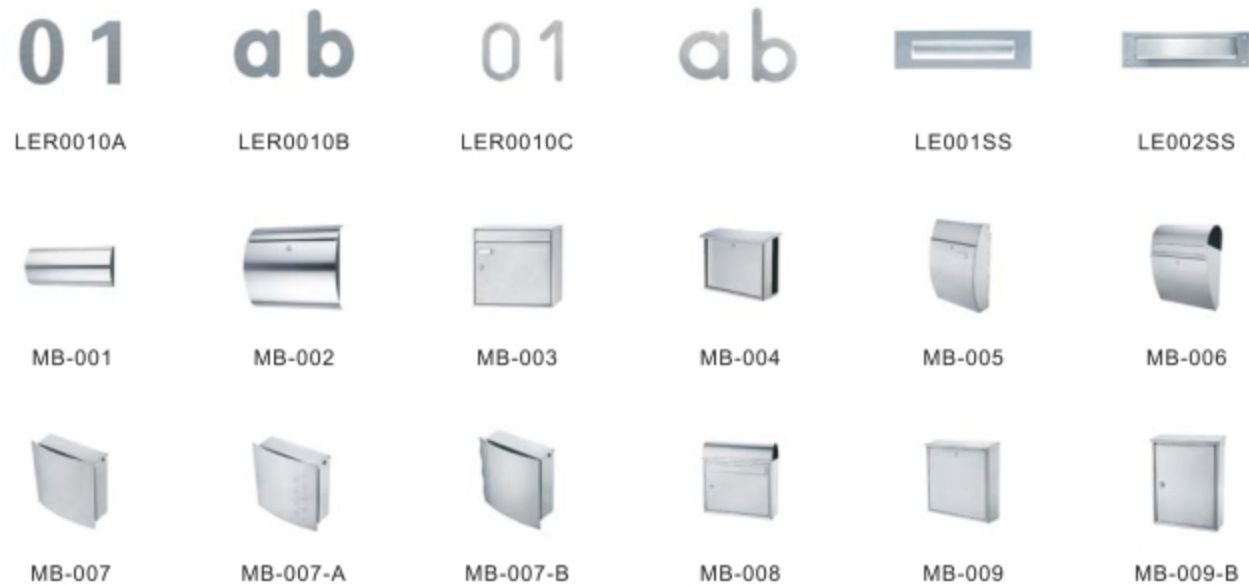 01 ab 01 ab
LER0010A LER0010B LER0010C LE001SS LE002SS
MB-001 MB-002 MB-003 MB-004 MB-005 MB-006
MB-007 MB-007-A MB-007-B MB-008 MB-009 MB-009-B